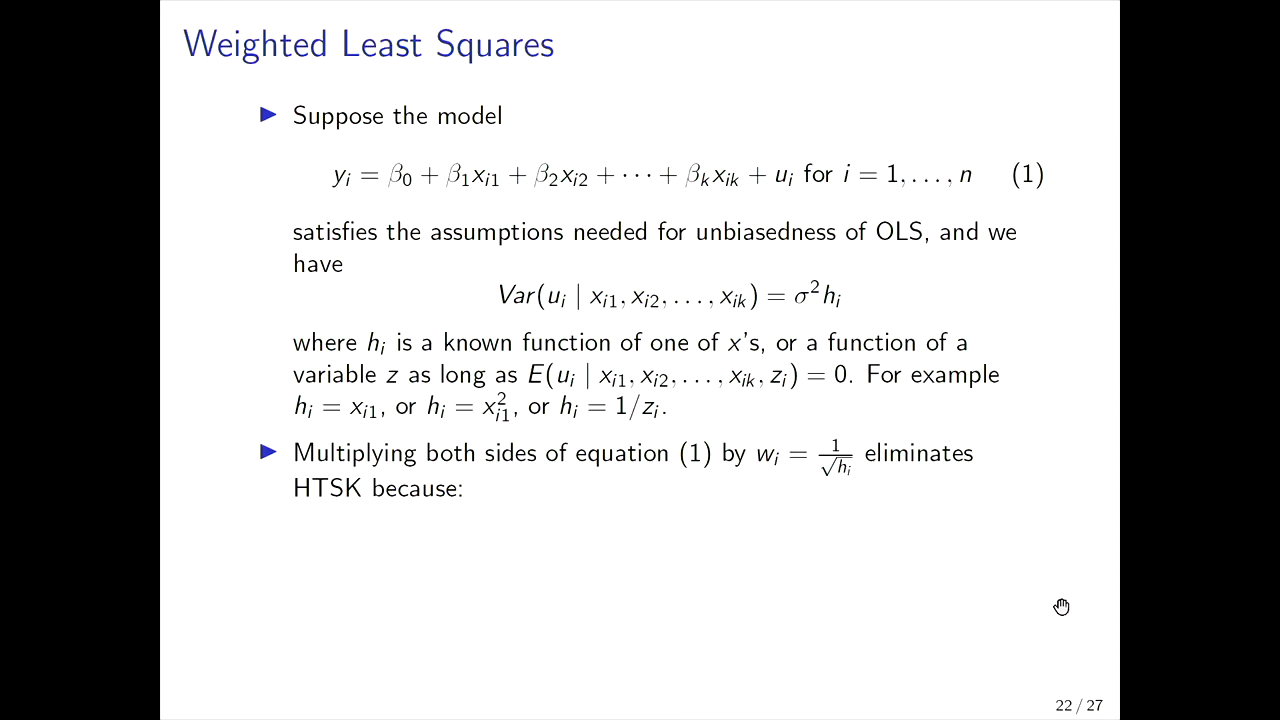 Weighted Least Squares
▶ Suppose the model
yᵢ = β₀ + β₁xᵢ₁ + β₂xᵢ₂ + ··· + βₖxᵢₖ + uᵢ for i = 1, . . . , n (1)
satisfies the assumptions needed for unbiasedness of OLS, and we
have
Var(uᵢ | xᵢ₁, xᵢ₂, . . . , xᵢₖ) = σ²hᵢ
where hᵢ is a known function of one of x's, or a function of a
variable z as long as E(uᵢ | xᵢ₁, xᵢ₂, . . . , xᵢₖ, zᵢ) = 0. For example
hᵢ = xᵢ₁, or hᵢ = xᵢ₁², or hᵢ = 1/zᵢ.
▶ Multiplying both sides of equation (1) by wᵢ = 1/√hᵢ eliminates
HTSK because:
22 / 27